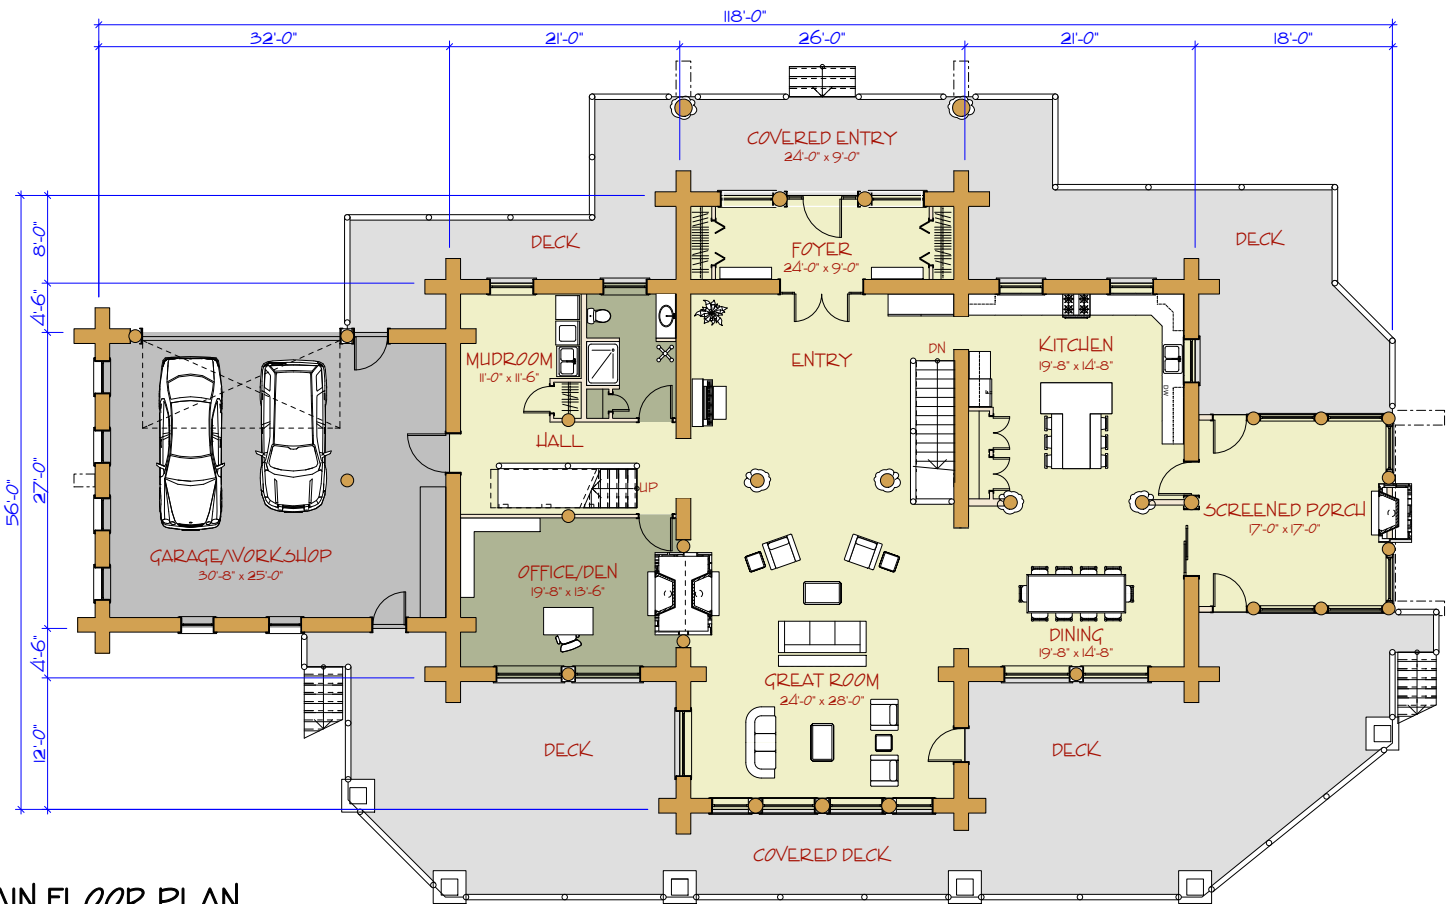 118'-0"
32'-0"
21'-0"
26'-0"
21'-0"
18'-0"
COVERED ENTRY
24'-0" x 9'-0"
DECK
DECK
8'-0"
FOYER
24'-0" x 9'-0"
4'-6"
MUDROOM
11'-0" x 11'-6"
ENTRY
DN
KITCHEN
19'-8" x 14'-8"
DW
HALL
27'-0"
56'-0"
UP
SCREENED PORCH
17'-0" x 17'-0"
GARAGE/WORKSHOP
30'-8" x 25'-0"
OFFICE/DEN
19'-8" x 13'-6"
DINING
19'-8" x 14'-8"
4'-6"
GREAT ROOM
24'-0" x 28'-0"
12'-0"
DECK
DECK
COVERED DECK
AIN FLOOR PLAN